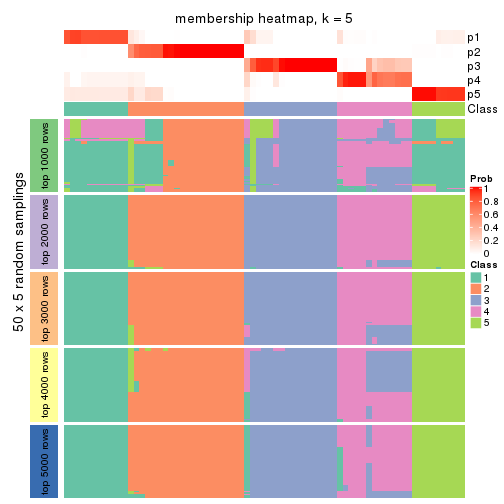 membership heatmap, k = 5
p1
p2
p3
p4
p5
Class
50 x 5 random samplings
top 1000 rows
top 2000 rows
top 3000 rows
top 4000 rows
top 5000 rows
Prob
1
0.8
0.6
0.4
0.2
0
Class
1
2
3
4
5